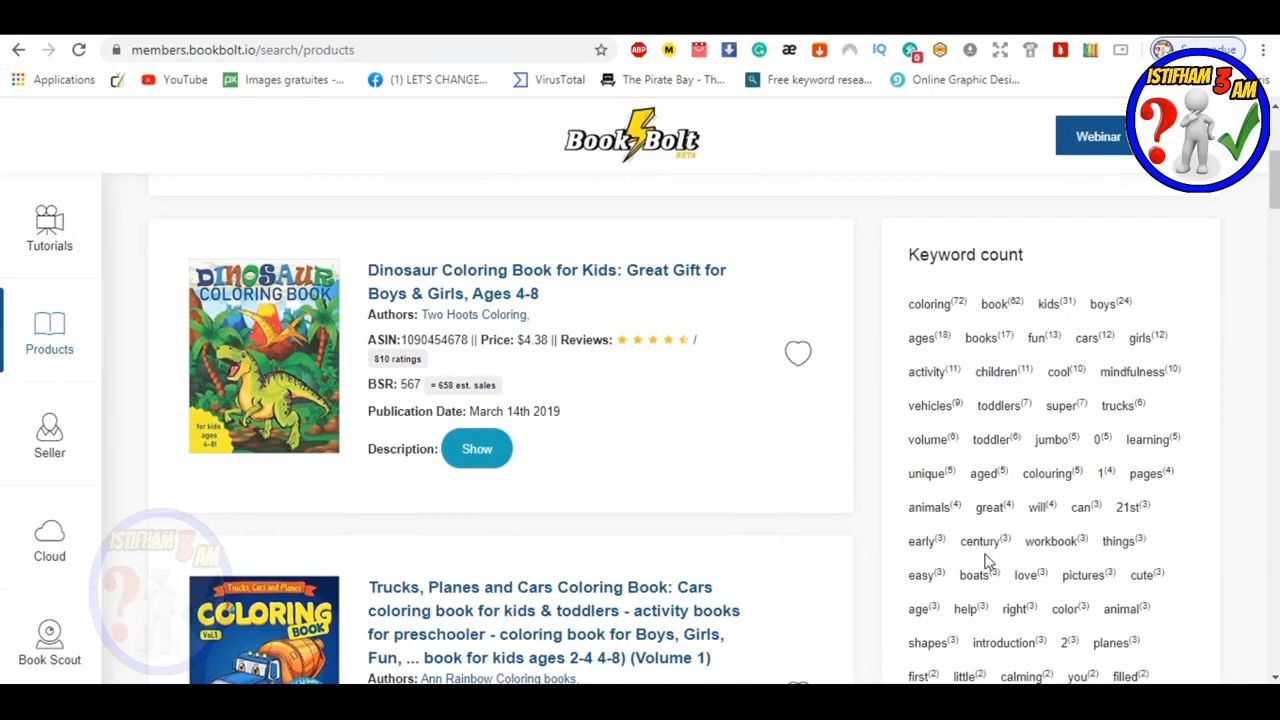 members.bookbolt.io/search/products
Applications
YouTube
Images gratuites -...
(1) LET'S CHANGE...
VirusTotal
The Pirate Bay - Th...
Free keyword resea...
Online Graphic Desi...
ISTIFHAM 3 AM
Book Bolt
BETA
Webinar
Tutorials
Products
Seller
Cloud
Book Scout
DINOSAUR
COLORING BOOK
for kids
ages
4-8!
Dinosaur Coloring Book for Kids: Great Gift for
Boys & Girls, Ages 4-8
Authors: Two Hoots Coloring,
ASIN:1090454678 || Price: $4.38 || Reviews: /
810 ratings
BSR: 567 = 658 est. sales
Publication Date: March 14th 2019
Description: Show
Trucks, Cars and Planes
COLORING
BOOK
Vol.1
Trucks, Planes and Cars Coloring Book: Cars
coloring book for kids & toddlers - activity books
for preschooler - coloring book for Boys, Girls,
Fun, ... book for kids ages 2-4 4-8) (Volume 1)
Authors: Ann Rainbow Coloring books,
Keyword count
coloring(72) book(62) kids(31) boys(24)
ages(18) books(17) fun(13) cars(12) girls(12)
activity(11) children(11) cool(10) mindfulness(10)
vehicles(9) toddlers(7) super(7) trucks(6)
volume(6) toddler(6) jumbo(5) 0(5) learning(5)
unique(5) aged(5) colouring(5) 1(4) pages(4)
animals(4) great(4) will(4) can(3) 21st(3)
early(3) century(3) workbook(3) things(3)
easy(3) boats(3) love(3) pictures(3) cute(3)
age(3) help(3) right(3) color(3) animal(3)
shapes(3) introduction(3) 2(3) planes(3)
first(2) little(2) calming(2) you(2) filled(2)
ISTIFHAM 3 AM